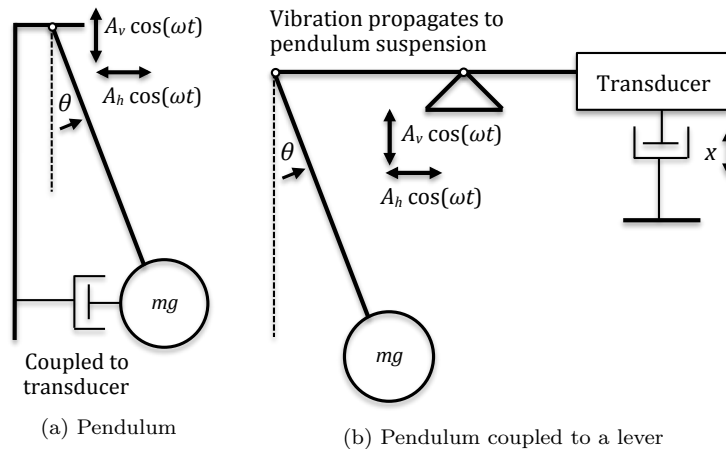 A_v cos(ωt)
A_h cos(ωt)
θ
mg
Coupled to
transducer
(a) Pendulum
Vibration propagates to
pendulum suspension
Transducer
A_v cos(ωt)
x
θ
A_h cos(ωt)
mg
(b) Pendulum coupled to a lever